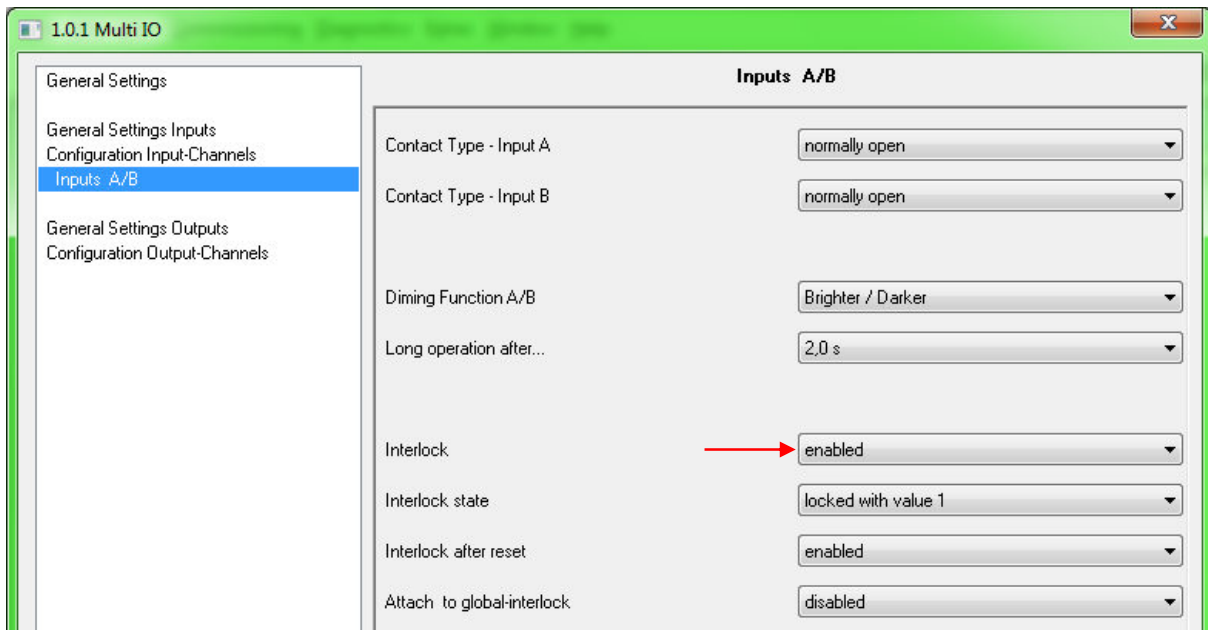 1.0.1 Multi IO
General Settings
General Settings Inputs
Configuration Input-Channels
Inputs A/B
General Settings Outputs
Configuration Output-Channels
Inputs A/B
Contact Type - Input A normally open
Contact Type - Input B normally open
Diming Function A/B Brighter / Darker
Long operation after... 2,0 s
Interlock enabled
Interlock state locked with value 1
Interlock after reset enabled
Attach to global-interlock disabled